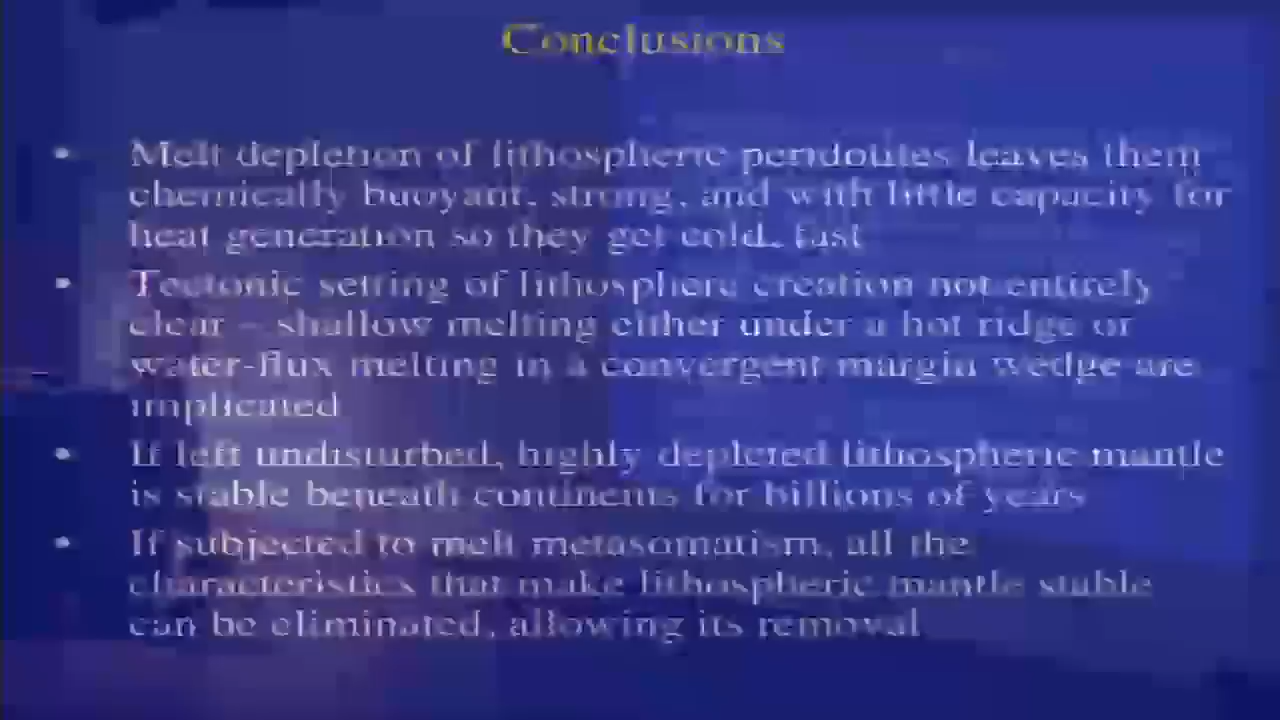 Conclusions
• Melt depletion of lithospheric peridotites leaves them
chemically buoyant, strong, and with little capacity for
heat generation so they get cold, fast
• Tectonic setting of lithosphere creation not entirely
clear – shallow melting either under a hot ridge or
water-flux melting in a convergent margin wedge are
implicated
• If left undisturbed, highly depleted lithospheric mantle
is stable beneath continents for billions of years
• If subjected to melt metasomatism, all the
characteristics that make lithospheric mantle stable
can be eliminated, allowing its removal